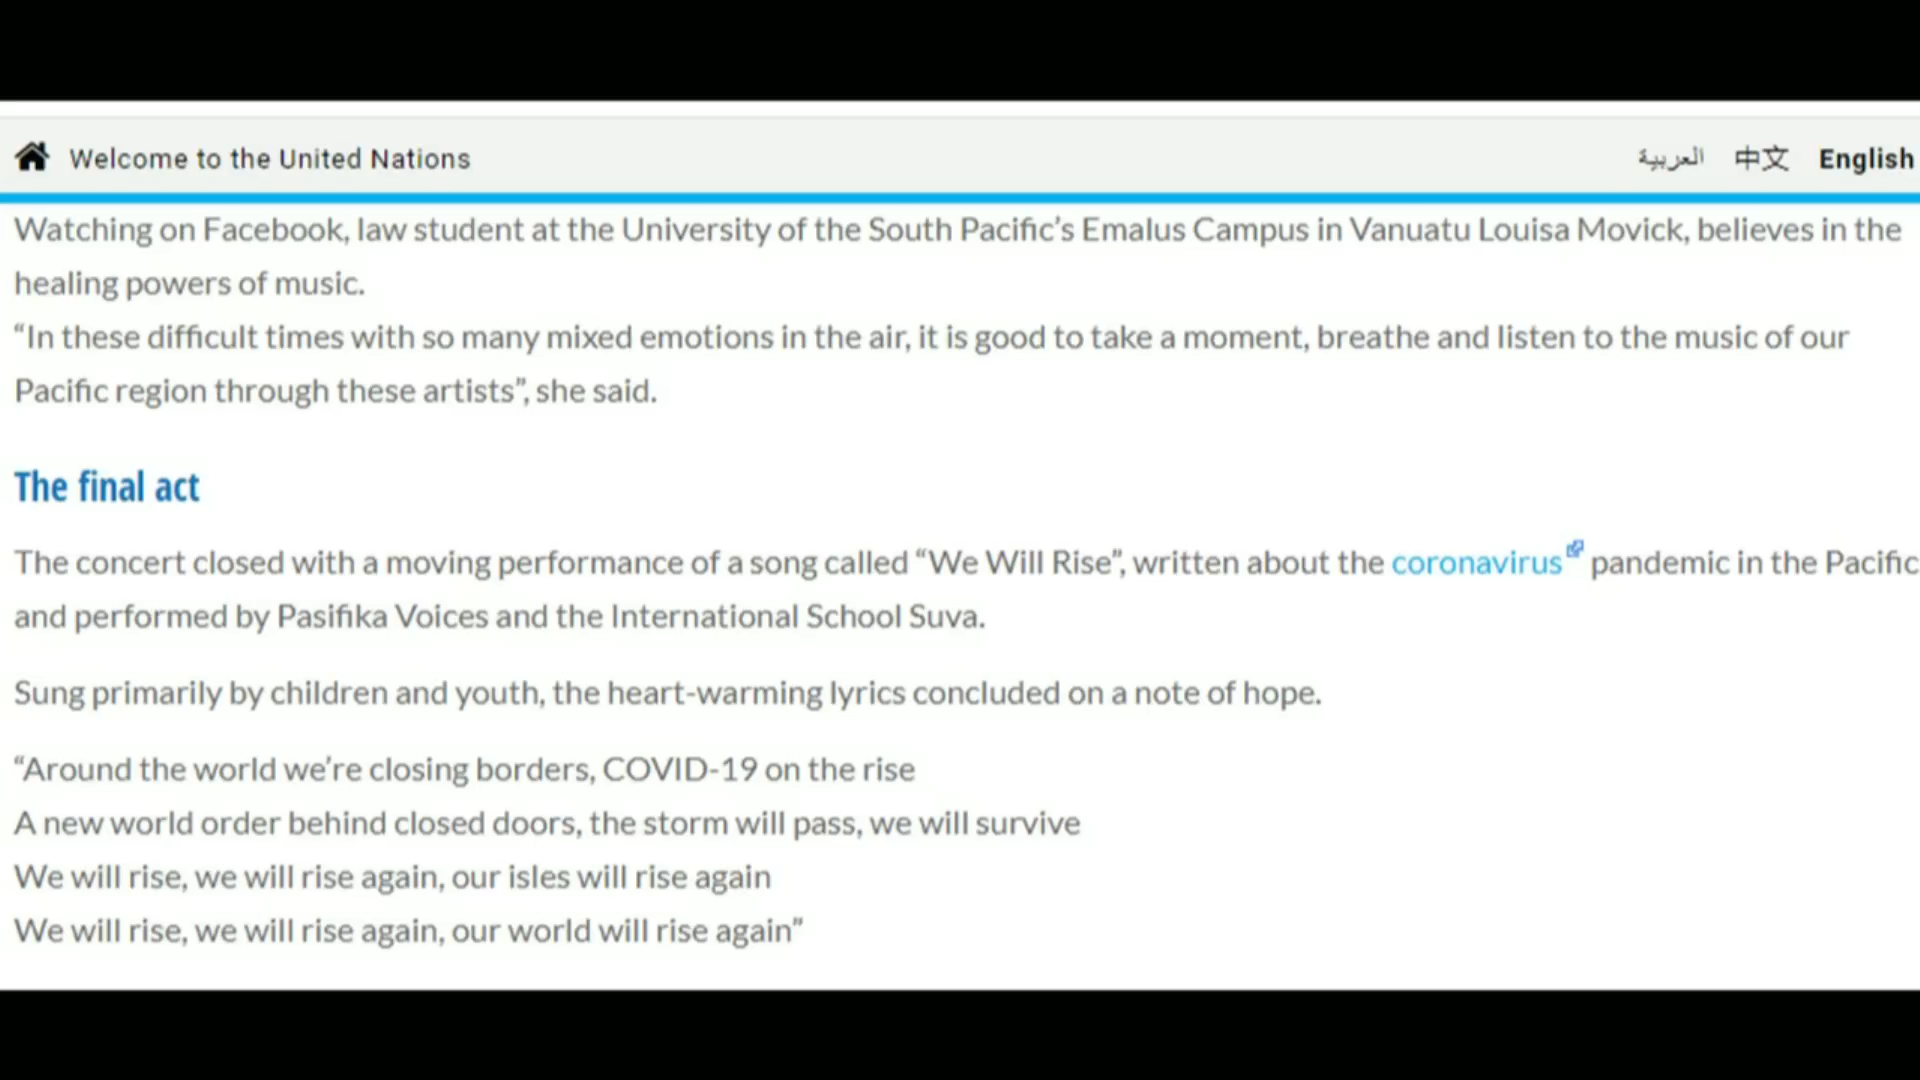 Welcome to the United Nations
العربية 中文 English
Watching on Facebook, law student at the University of the South Pacific’s Emalus Campus in Vanuatu Louisa Movick, believes in the
healing powers of music.
“In these difficult times with so many mixed emotions in the air, it is good to take a moment, breathe and listen to the music of our
Pacific region through these artists”, she said.
The final act
The concert closed with a moving performance of a song called “We Will Rise”, written about the coronavirus pandemic in the Pacific
and performed by Pasifika Voices and the International School Suva.
Sung primarily by children and youth, the heart-warming lyrics concluded on a note of hope.
“Around the world we’re closing borders, COVID-19 on the rise
A new world order behind closed doors, the storm will pass, we will survive
We will rise, we will rise again, our isles will rise again
We will rise, we will rise again, our world will rise again”